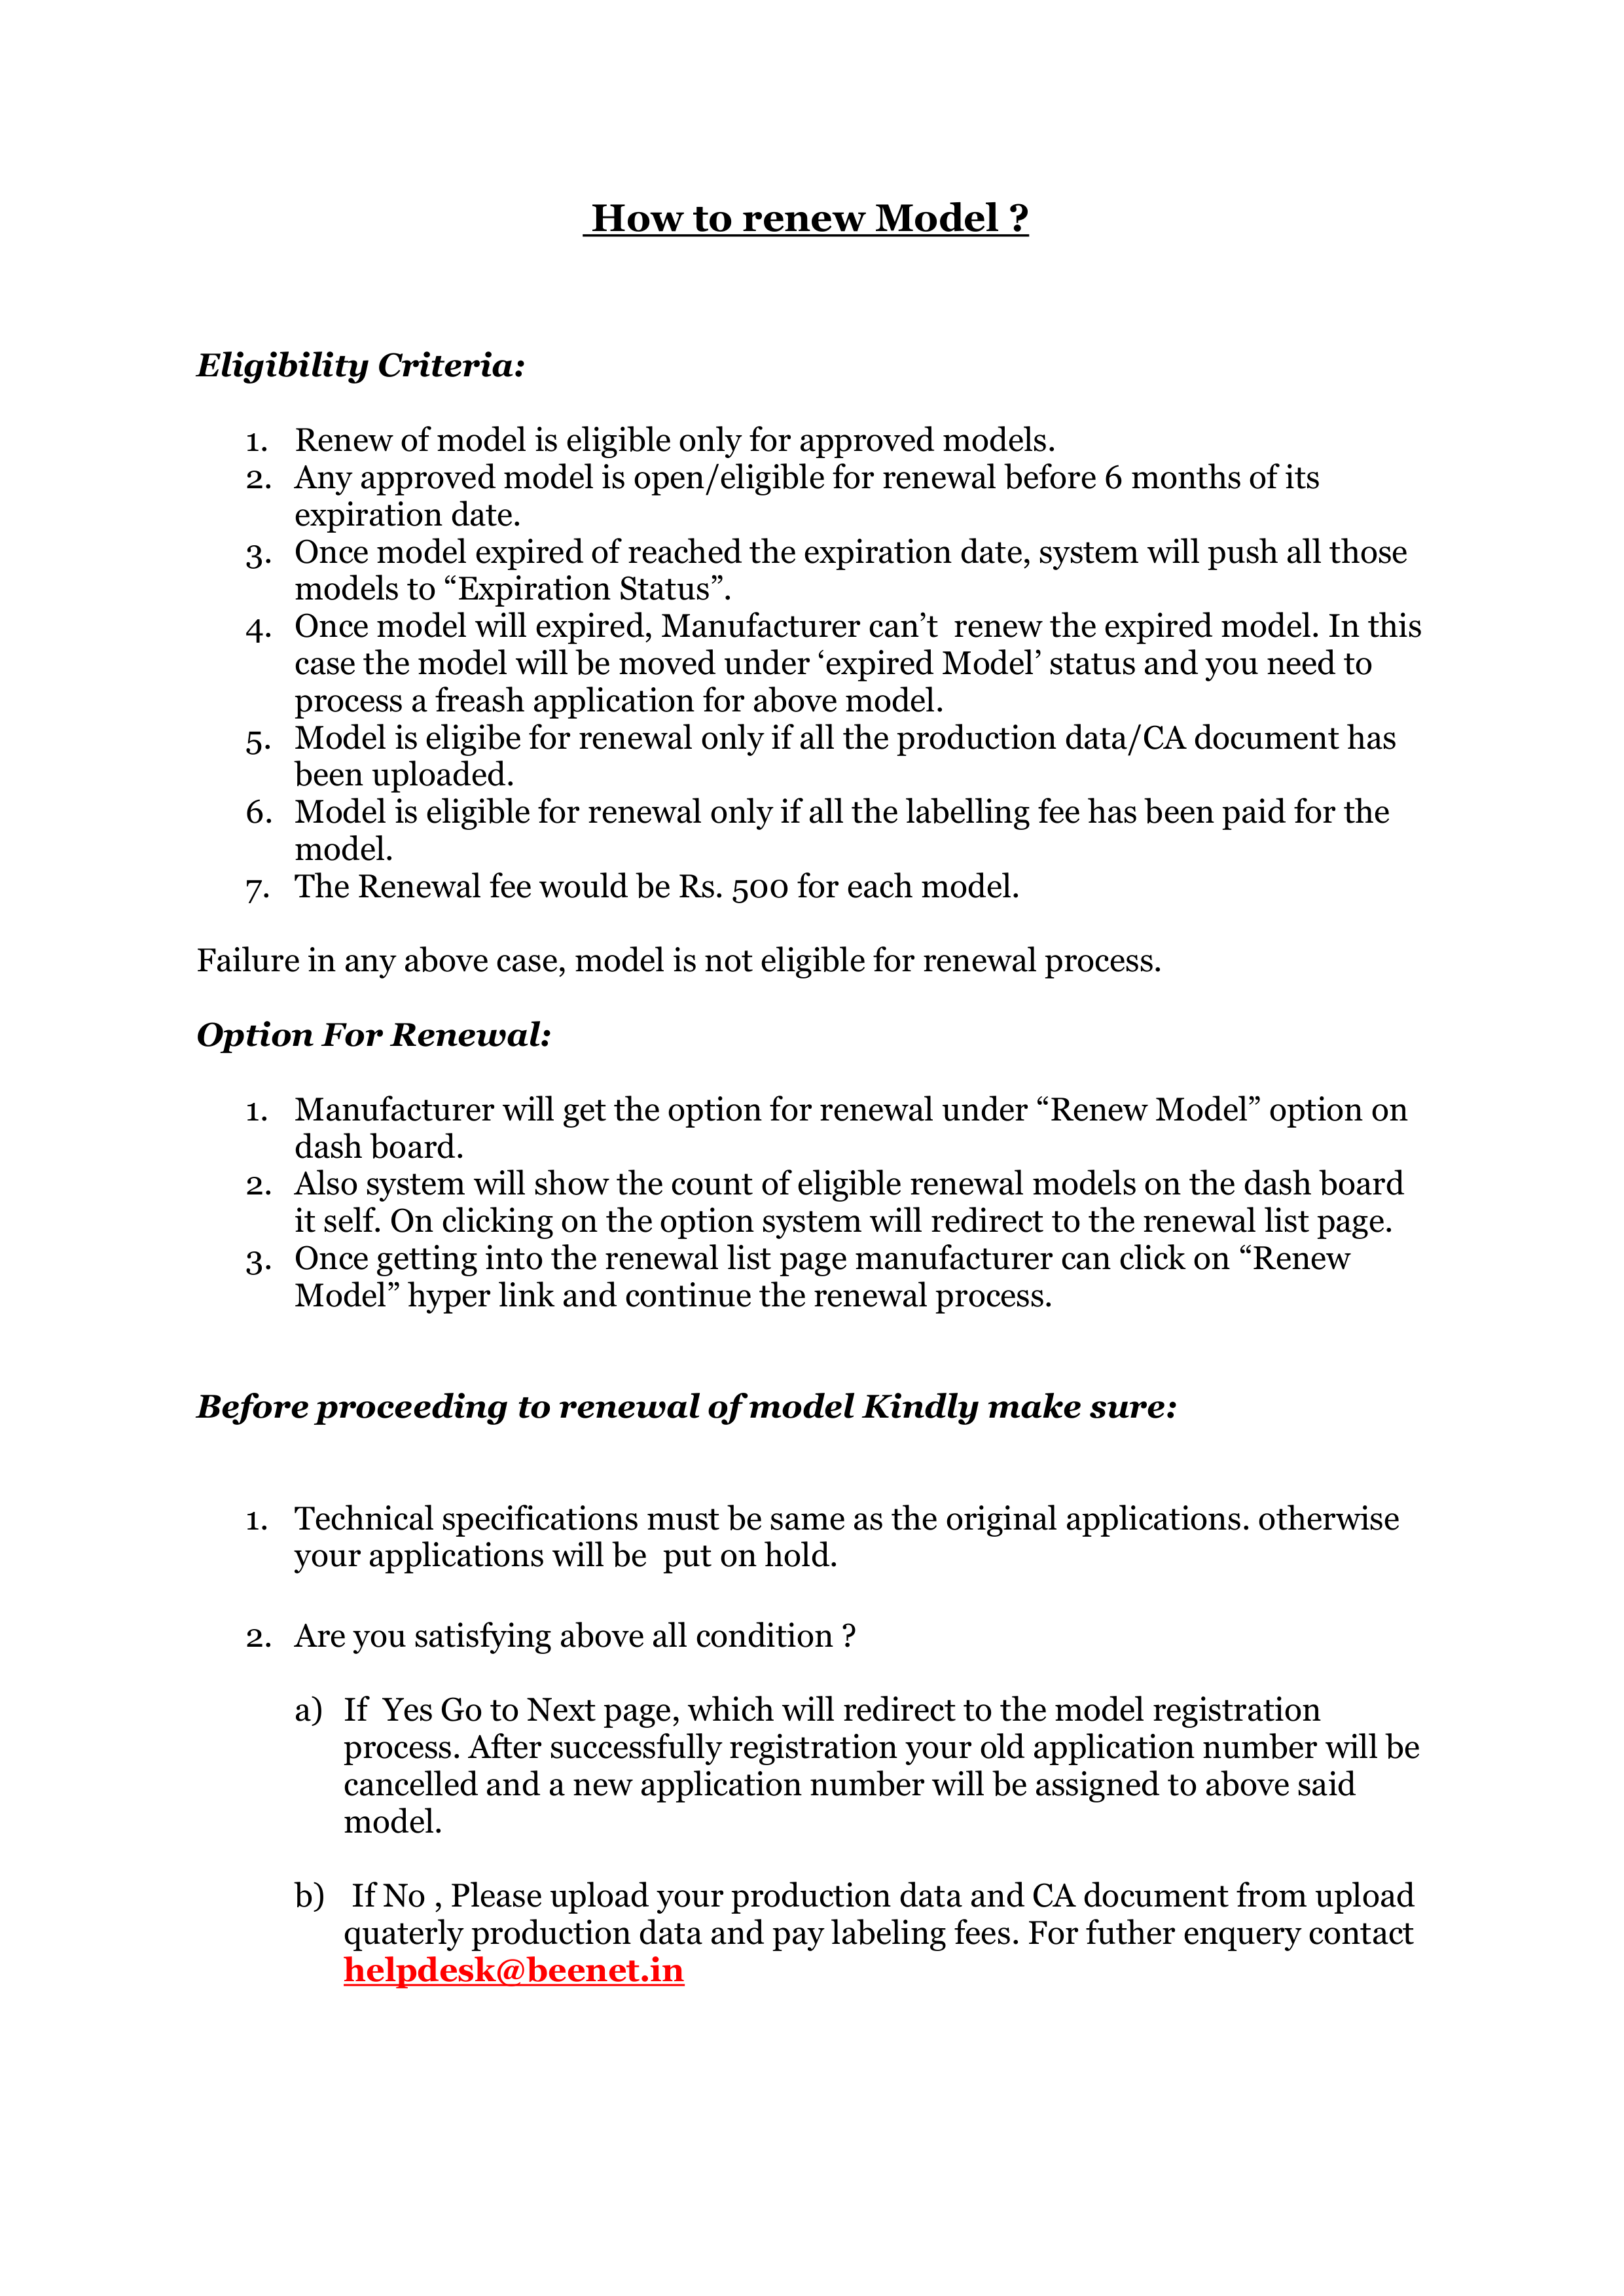 How to renew Model ?
Eligibility Criteria:
1. Renew of model is eligible only for approved models.
2. Any approved model is open/eligible for renewal before 6 months of its
expiration date.
3. Once model expired of reached the expiration date, system will push all those
models to “Expiration Status”.
4. Once model will expired, Manufacturer can’t  renew the expired model. In this
case the model will be moved under ‘expired Model’ status and you need to
process a freash application for above model.
5. Model is eligibe for renewal only if all the production data/CA document has
been uploaded.
6. Model is eligible for renewal only if all the labelling fee has been paid for the
model.
7. The Renewal fee would be Rs. 500 for each model.
Failure in any above case, model is not eligible for renewal process.
Option For Renewal:
1. Manufacturer will get the option for renewal under “Renew Model” option on
dash board.
2. Also system will show the count of eligible renewal models on the dash board
it self. On clicking on the option system will redirect to the renewal list page.
3. Once getting into the renewal list page manufacturer can click on “Renew
Model” hyper link and continue the renewal process.
Before proceeding to renewal of model Kindly make sure:
1. Technical specifications must be same as the original applications. otherwise
your applications will be  put on hold.
2. Are you satisfying above all condition ?
a) If  Yes Go to Next page, which will redirect to the model registration
process. After successfully registration your old application number will be
cancelled and a new application number will be assigned to above said
model.
b) If No , Please upload your production data and CA document from upload
quaterly production data and pay labeling fees. For futher enquery contact
helpdesk@beenet.in